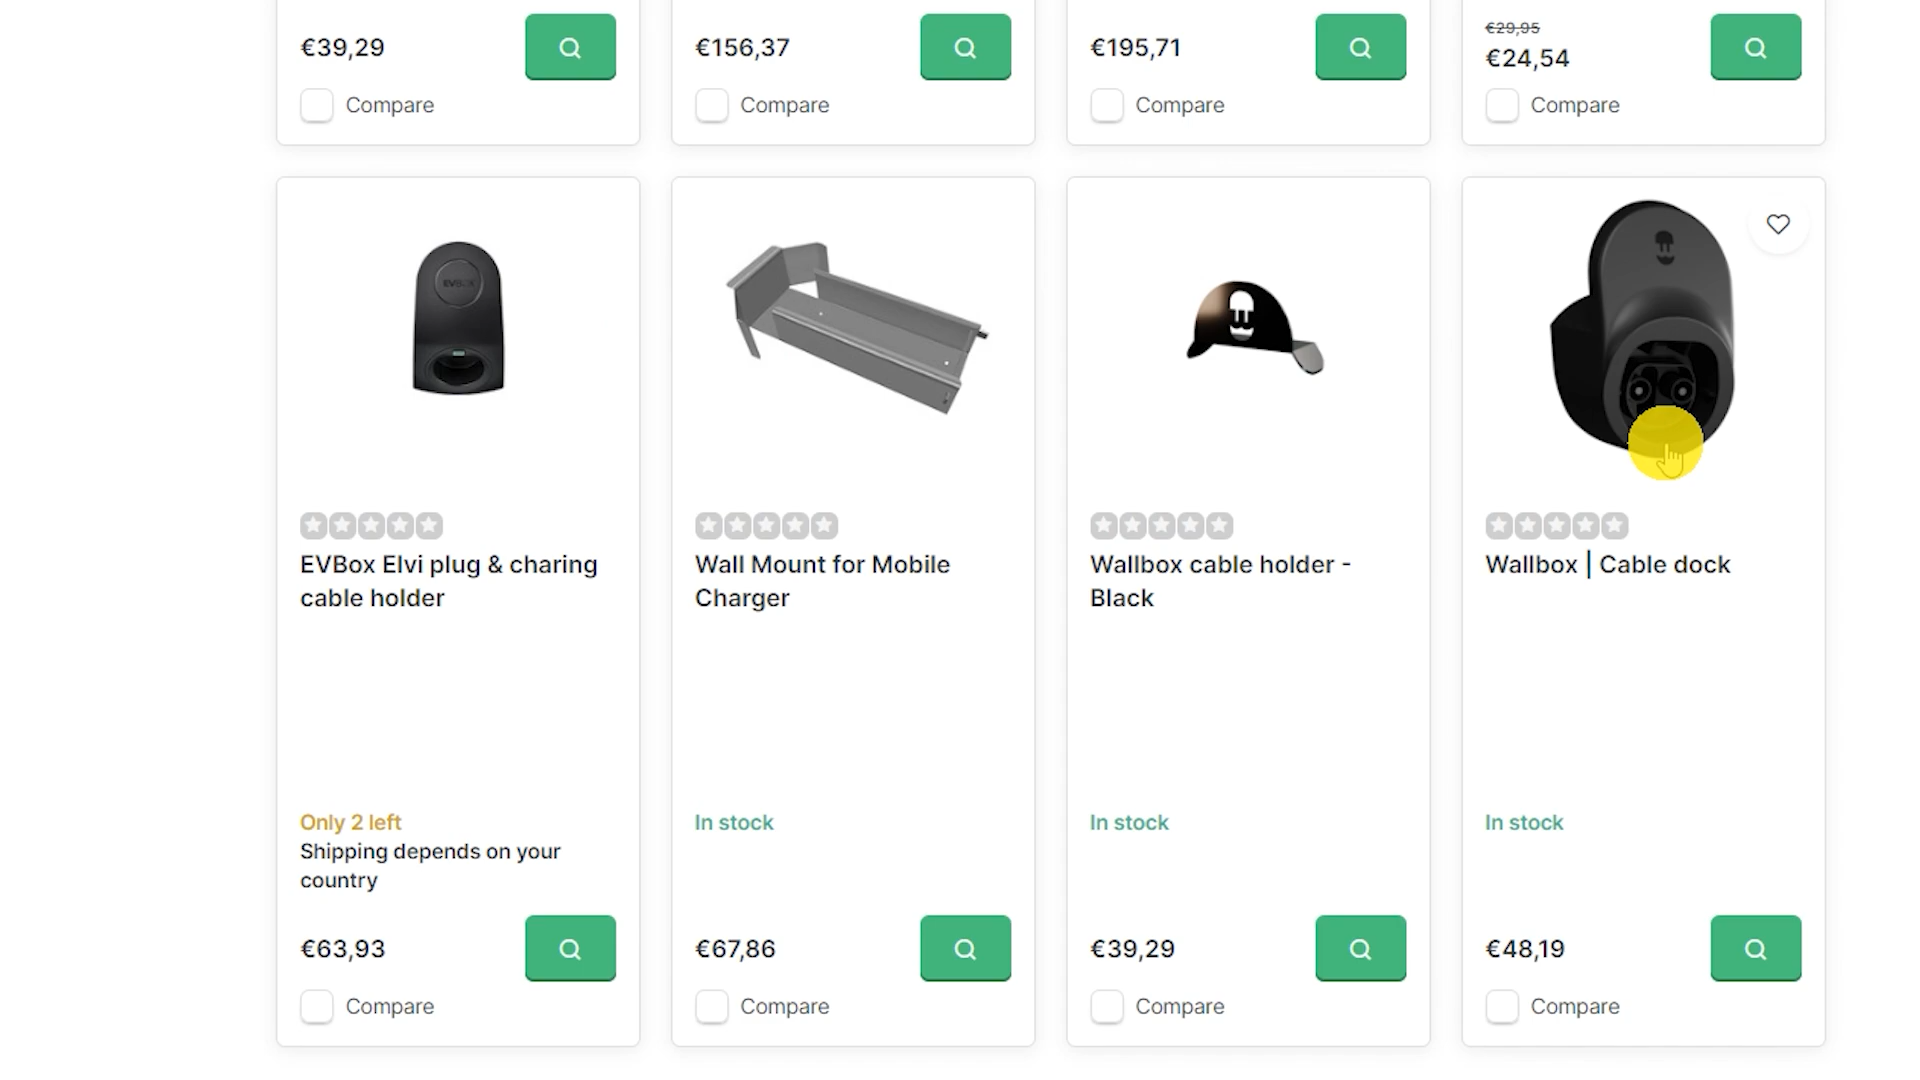 €39,29
Compare
€156,37
Compare
€195,71
Compare
€29,95
€24,54
Compare
EVBOX
EVBox Elvi plug & charing
cable holder
Only 2 left
Shipping depends on your
country
€63,93
Compare
Wall Mount for Mobile
Charger
In stock
€67,86
Compare
Wallbox cable holder -
Black
In stock
€39,29
Compare
Wallbox | Cable dock
In stock
€48,19
Compare